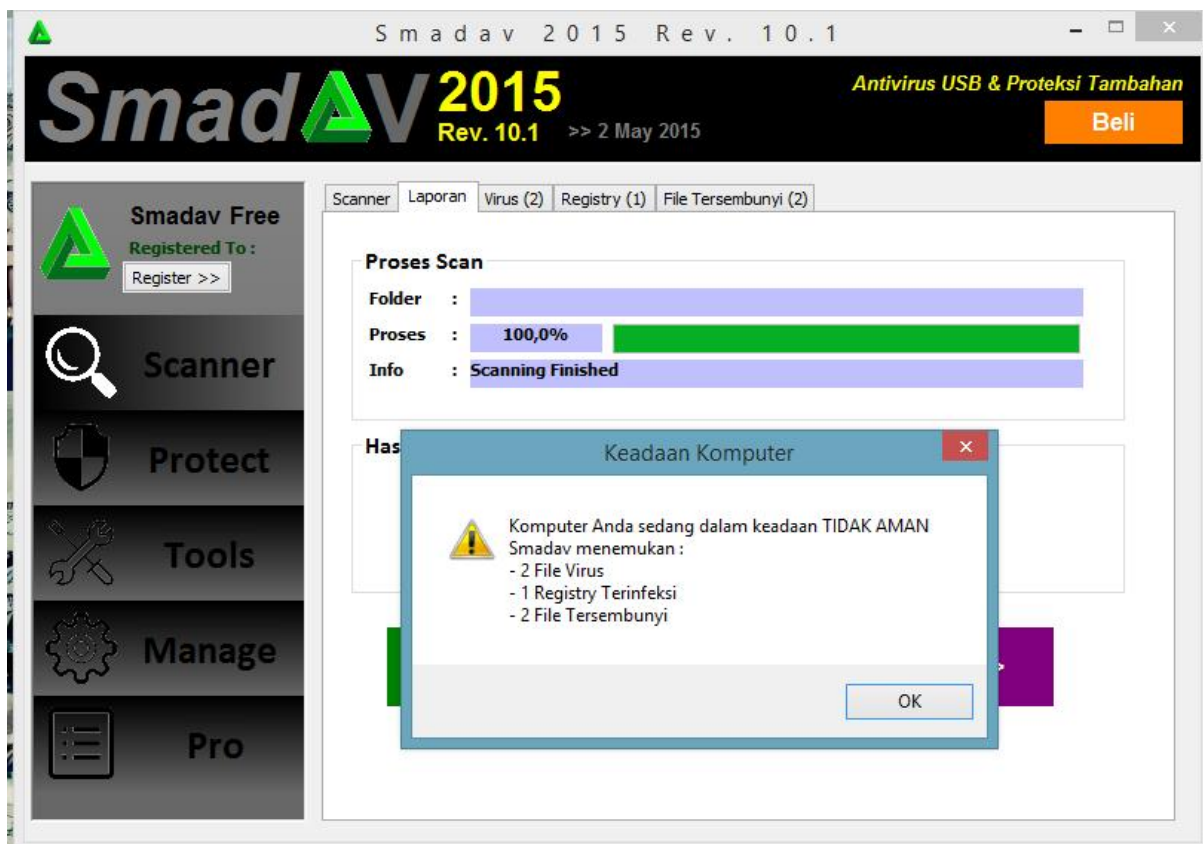 Smadav 2015 Rev. 10.1
SmadAV 2015
Rev. 10.1 >> 2 May 2015
Antivirus USB & Proteksi Tambahan
Beli
Smadav Free
Registered To :
Register >>
Scanner
Protect
Tools
Manage
Pro
Scanner Laporan Virus (2) Registry (1) File Tersembunyi (2)
Proses Scan
Folder :
Proses : 100,0%
Info : Scanning Finished
Has
Keadaan Komputer
Komputer Anda sedang dalam keadaan TIDAK AMAN
Smadav menemukan :
- 2 File Virus
- 1 Registry Terinfeksi
- 2 File Tersembunyi
OK